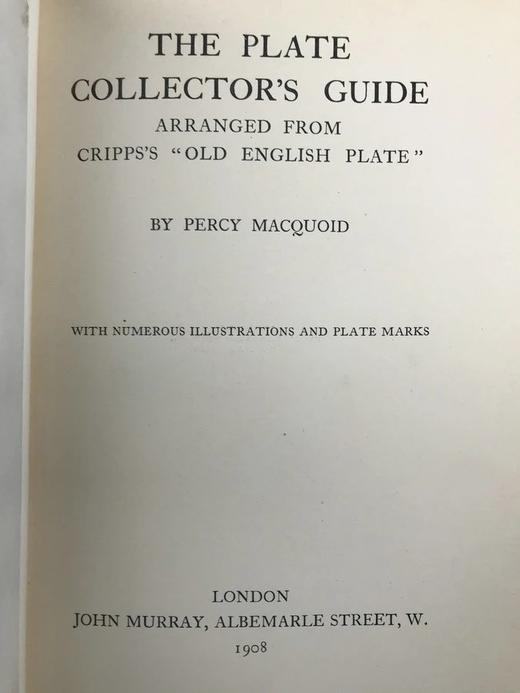 THE PLATE
COLLECTOR'S GUIDE
ARRANGED FROM
CRIPPS'S “OLD ENGLISH PLATE”
BY PERCY MACQUOID
WITH NUMEROUS ILLUSTRATIONS AND PLATE MARKS
LONDON
JOHN MURRAY, ALBEMARLE STREET, W.
1908